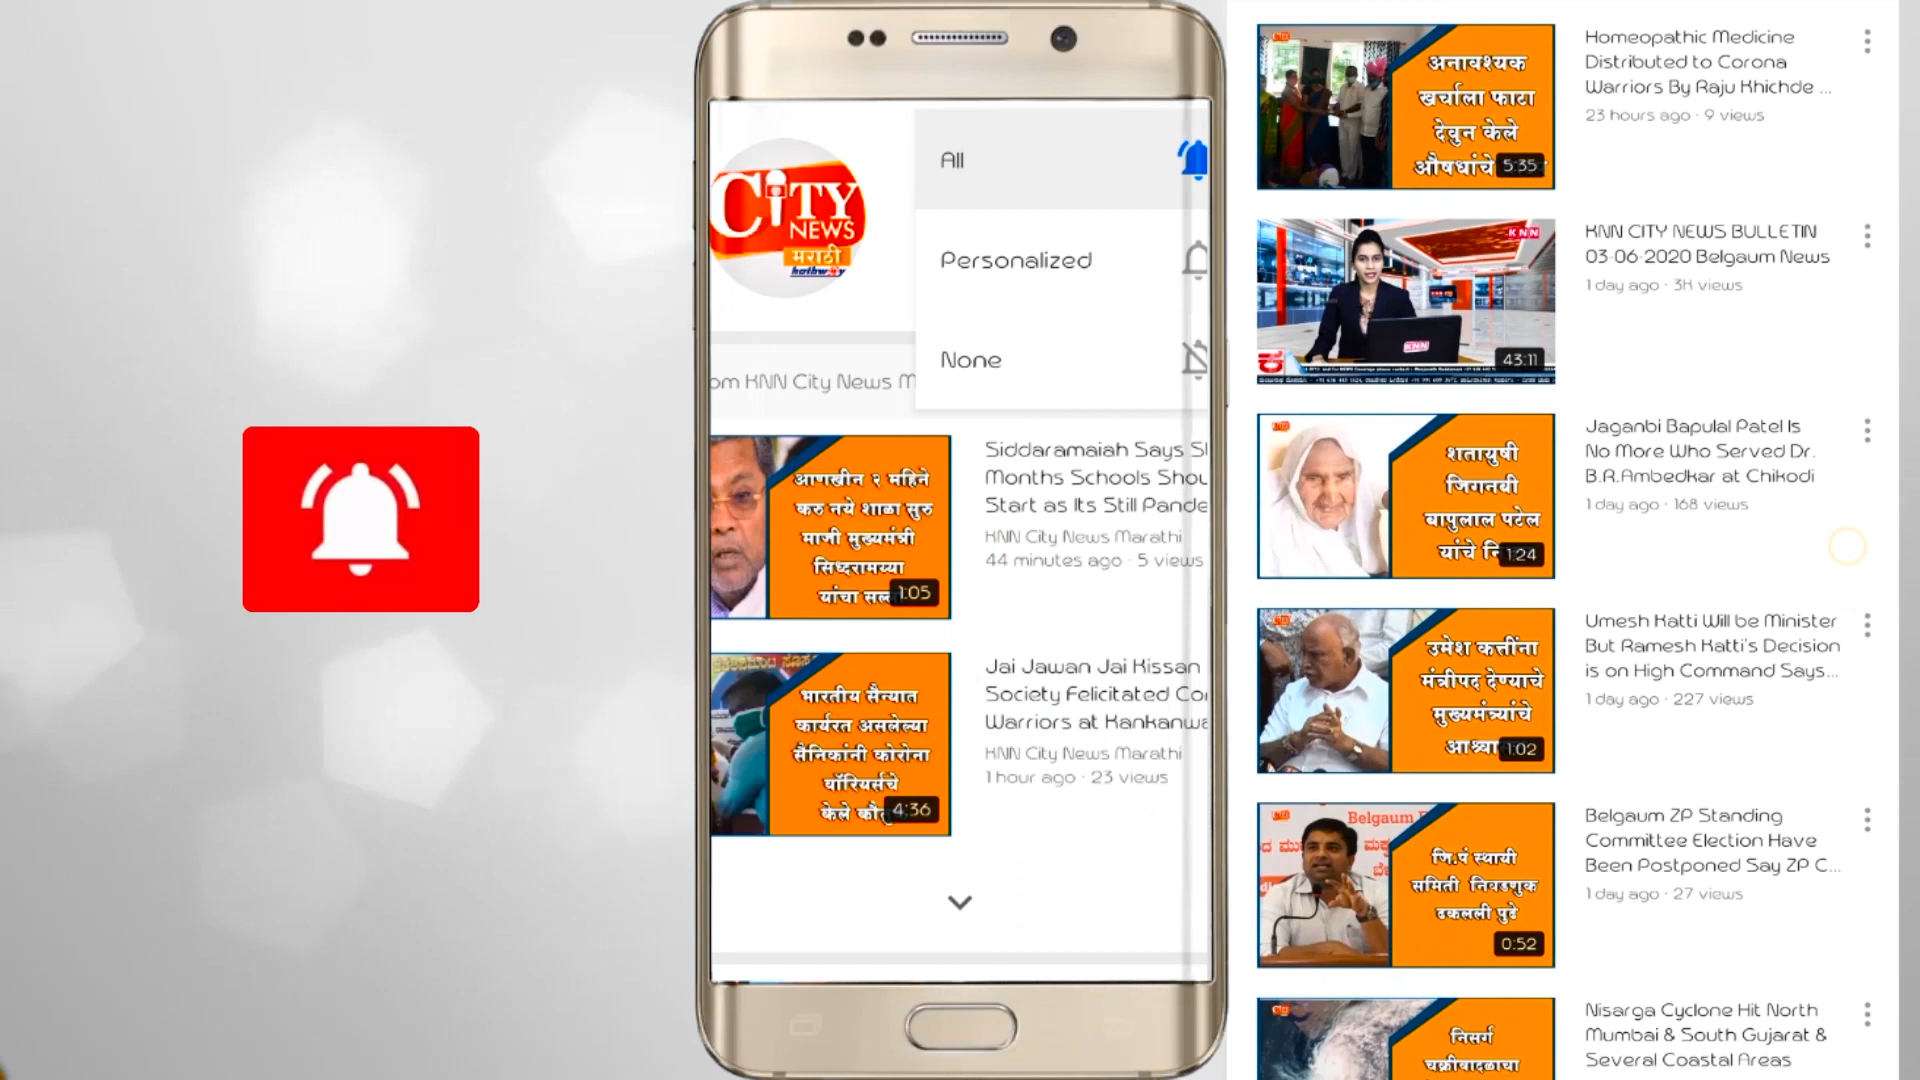 CITY
NEWS
मराठी
hathway
All
Personalized
None
om KNN City News M
आणखीन २ महिने
करु नये शाळा सुरु
माजी मुख्यमंत्री
सिध्दरामय्या
यांचा
1:05
Siddaramaiah Says
Months Schools
Start as Its Still
KNN City News Marathi
44 minutes ago · 5 views
भारतीय सैन्यात
कार्यरत असलेल्या
सैनिकांनी कोरोना
वॉरियर्सचे
केले
4:36
Jai Jawan Jai Kissan
Society Felicitated
Warriors at
KNN City News Marathi
1 hour ago · 23 views
अनावश्यक
खर्चाला फाटा
देवुन केले
औषधांचे
5:35
Homeopathic Medicine
Distributed to Corona
Warriors By Raju Khichde ...
23 hours ago · 9 views
KNN
KNN
43:11
KNN CITY NEWS BULLETIN
03-06-2020 Belgaum News
1 day ago · 3K views
शतायुषी
जिगनबी
बापुलाल पटेल
यांचे
1:24
Jaganbi Bapulal Patel Is
No More Who Served Dr.
B.R.Ambedkar at Chikodi
1 day ago · 168 views
उमेश कत्तींना
मंत्रीपद देण्याचे
मुख्यमंत्र्यांचे
1:02
Umesh Katti Will be Minister
But Ramesh Katti's Decision
is on High Command Says...
1 day ago · 227 views
Belgaum
जि.पं स्थायी
समिती निवडणुक
ढकलली पुढे
0:52
Belgaum ZP Standing
Committee Election Have
Been Postponed Say ZP C...
1 day ago · 27 views
निसर्ग
चक्रीवादळाचा
Nisarga Cyclone Hit North
Mumbai & South Gujarat &
Several Coastal Areas